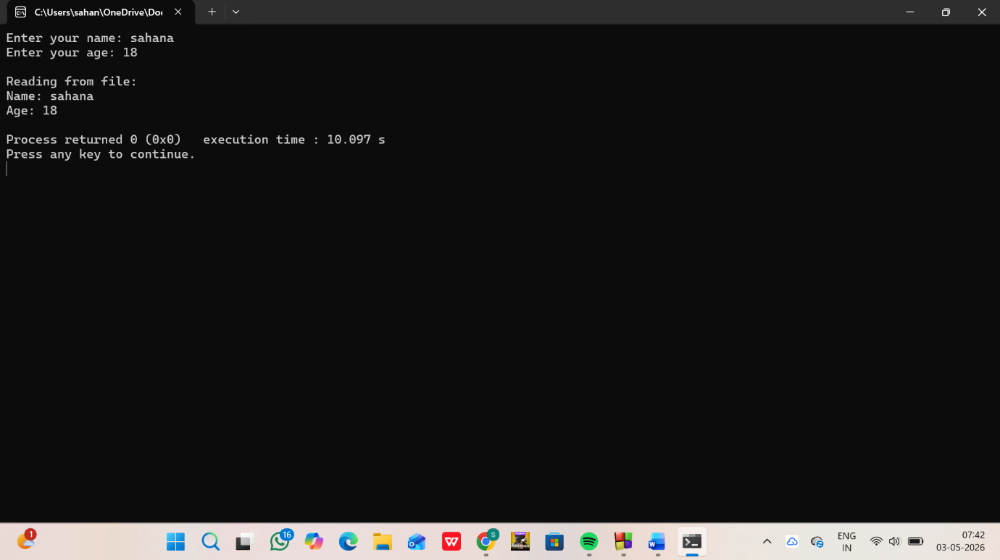 C:\Users\sahan\OneDrive\Doc
Enter your name: sahana
Enter your age: 18
Reading from file:
Name: sahana
Age: 18
Process returned 0 (0x0)   execution time : 10.097 s
Press any key to continue.
1
16
S
ENG
IN
07:42
03-05-2026